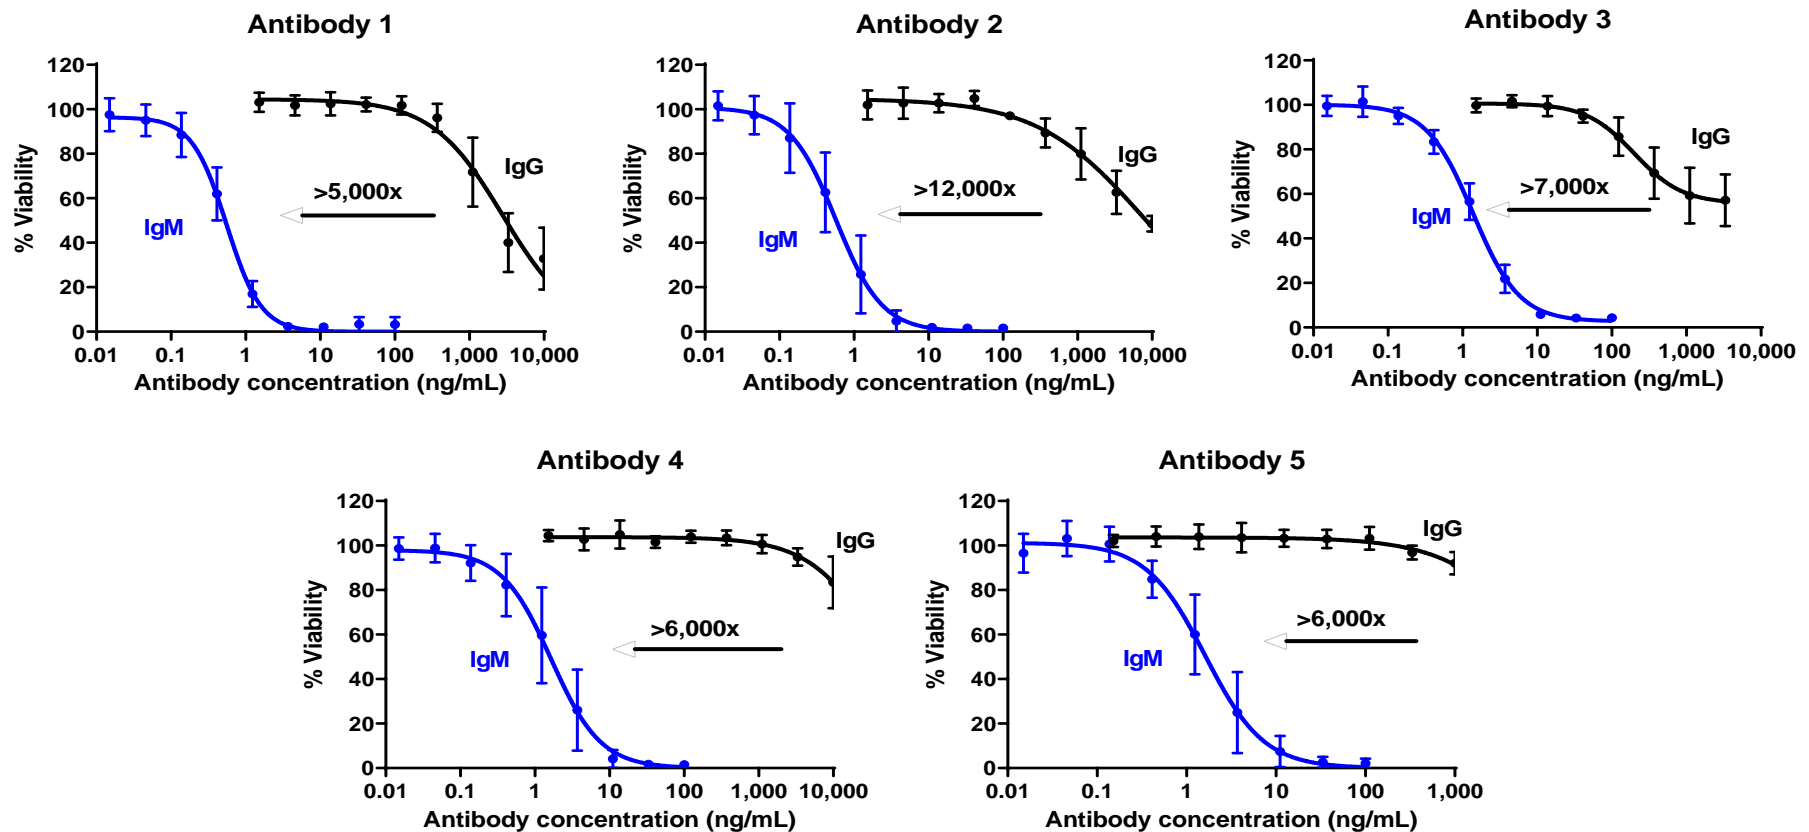 Antibody 1
120
100
80
60
40
20
0
% Viability
IgG
>5,000x
IgM
0.01 0.1 1 10 100 1,000 10,000
Antibody concentration (ng/mL)
Antibody 2
120
100
80
60
40
20
0
% Viability
IgG
>12,000x
IgM
0.01 0.1 1 10 100 1,000 10,000
Antibody concentration (ng/mL)
Antibody 3
120
100
80
60
40
20
0
% Viability
IgG
>7,000x
IgM
0.01 0.1 1 10 100 1,000 10,000
Antibody concentration (ng/mL)
Antibody 4
120
100
80
60
40
20
0
% Viability
IgG
>6,000x
IgM
0.01 0.1 1 10 100 1,000 10,000
Antibody concentration (ng/mL)
Antibody 5
120
100
80
60
40
20
0
% Viability
IgG
>6,000x
IgM
0.01 0.1 1 10 100 1,000
Antibody concentration (ng/mL)